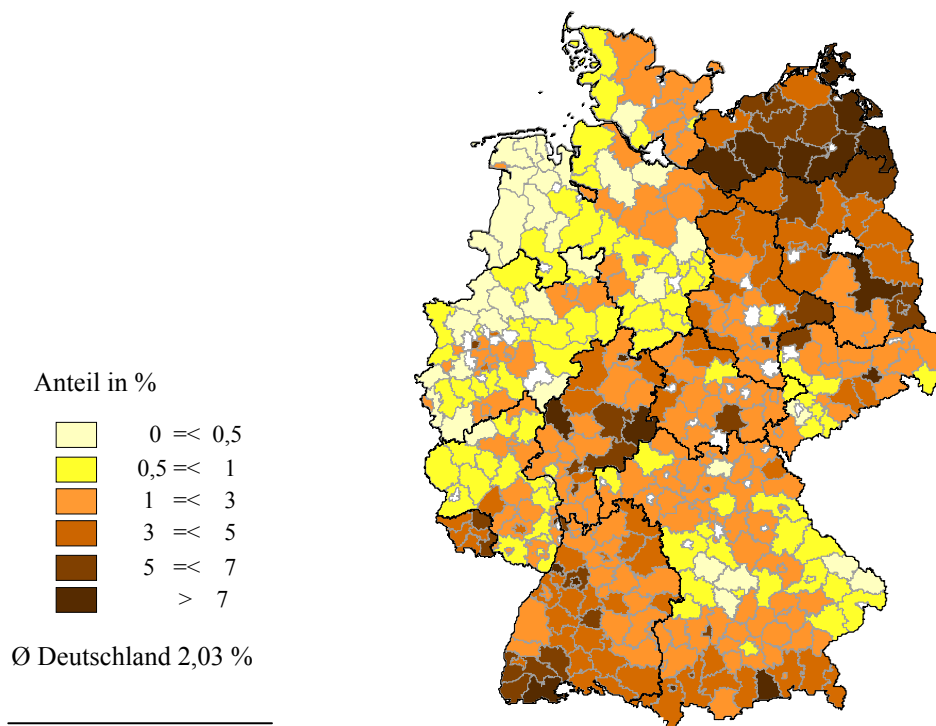 Anteil in %
0 =< 0,5
0,5 =< 1
1 =< 3
3 =< 5
5 =< 7
> 7
Ø Deutschland 2,03 %